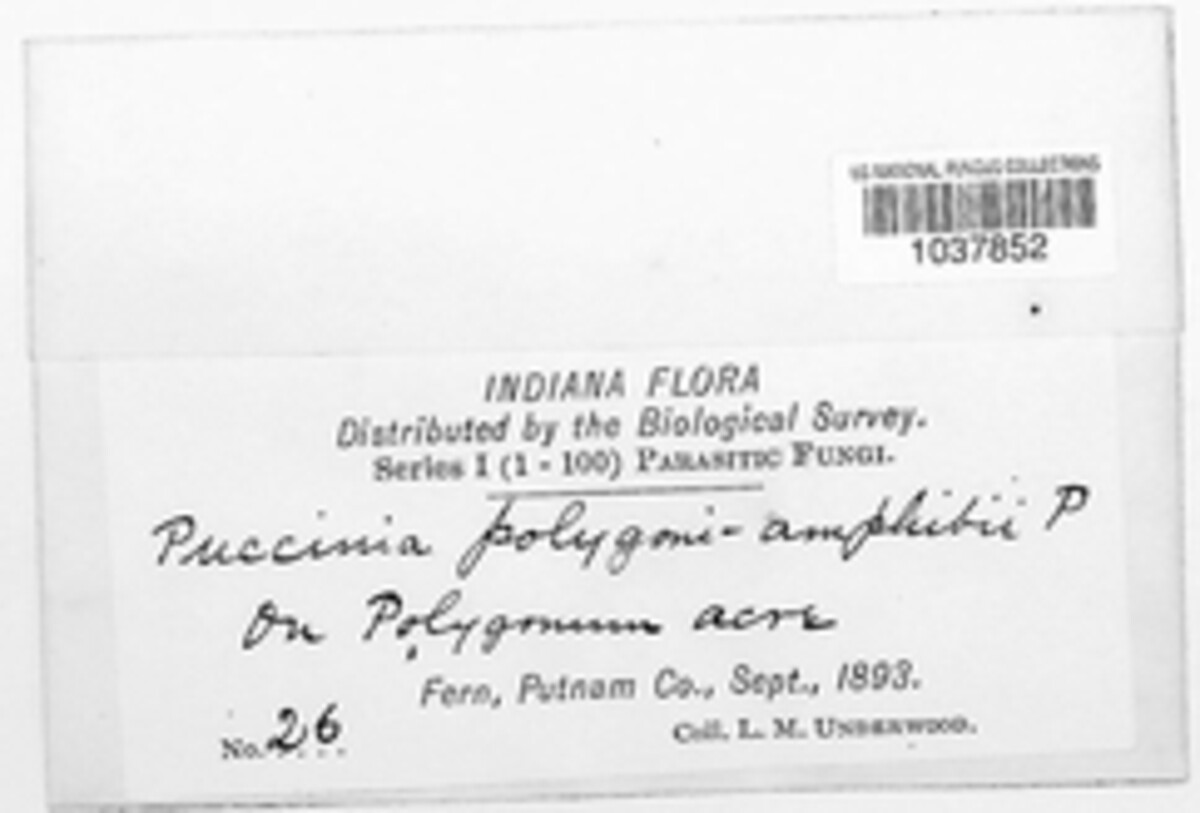 US NATIONAL FUNGUS COLLECTIONS
1037852
INDIANA FLORA
Distributed by the Biological Survey.
Series I (1 - 100) PARASITIC FUNGI.
Puccinia polygoni-amphibii P
On Polygonum acre
Fern, Putnam Co., Sept., 1893.
No. 26
Coll. L. M. UNDERWOOD.